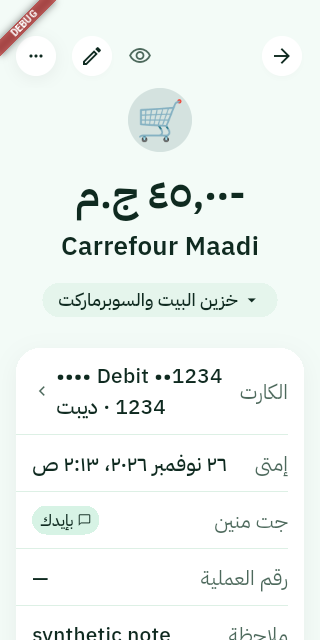 DEBUG
-٤٥,٠٠ ج.م
Carrefour Maadi
خزين البيت والسوبرماركت
الكارت
•••• Debit ••1234
ديبت · 1234
إمتى
٢٦ نوفمبر ٢٠٢٦، ٢:١٣ ص
جت منين
بإيدك
رقم العملية
—
ملاحظة
synthetic note